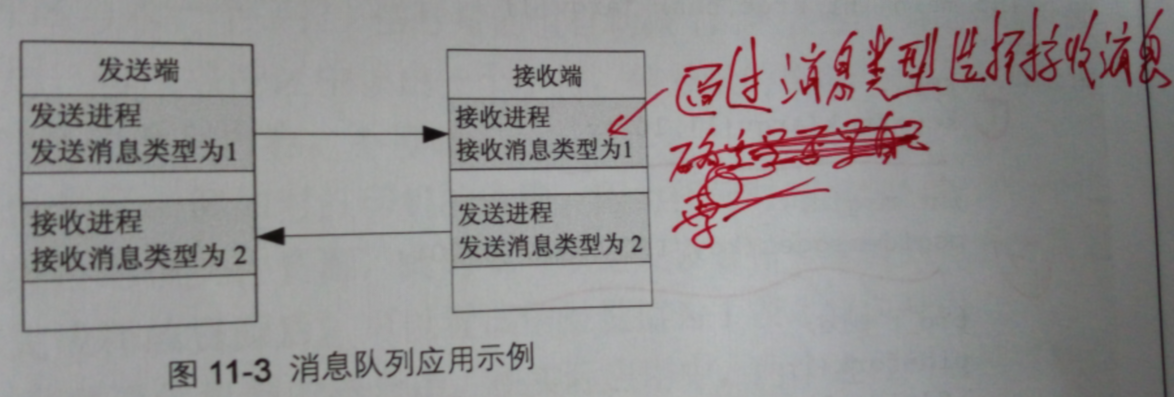 发送端
发送进程
发送消息类型为1
接收进程
接收消息类型为 2
接收端
接收进程
接收消息类型为1
发送进程
发送消息类型为 2
通过消息类型选择接收消息
图 11-3 消息队列应用示例